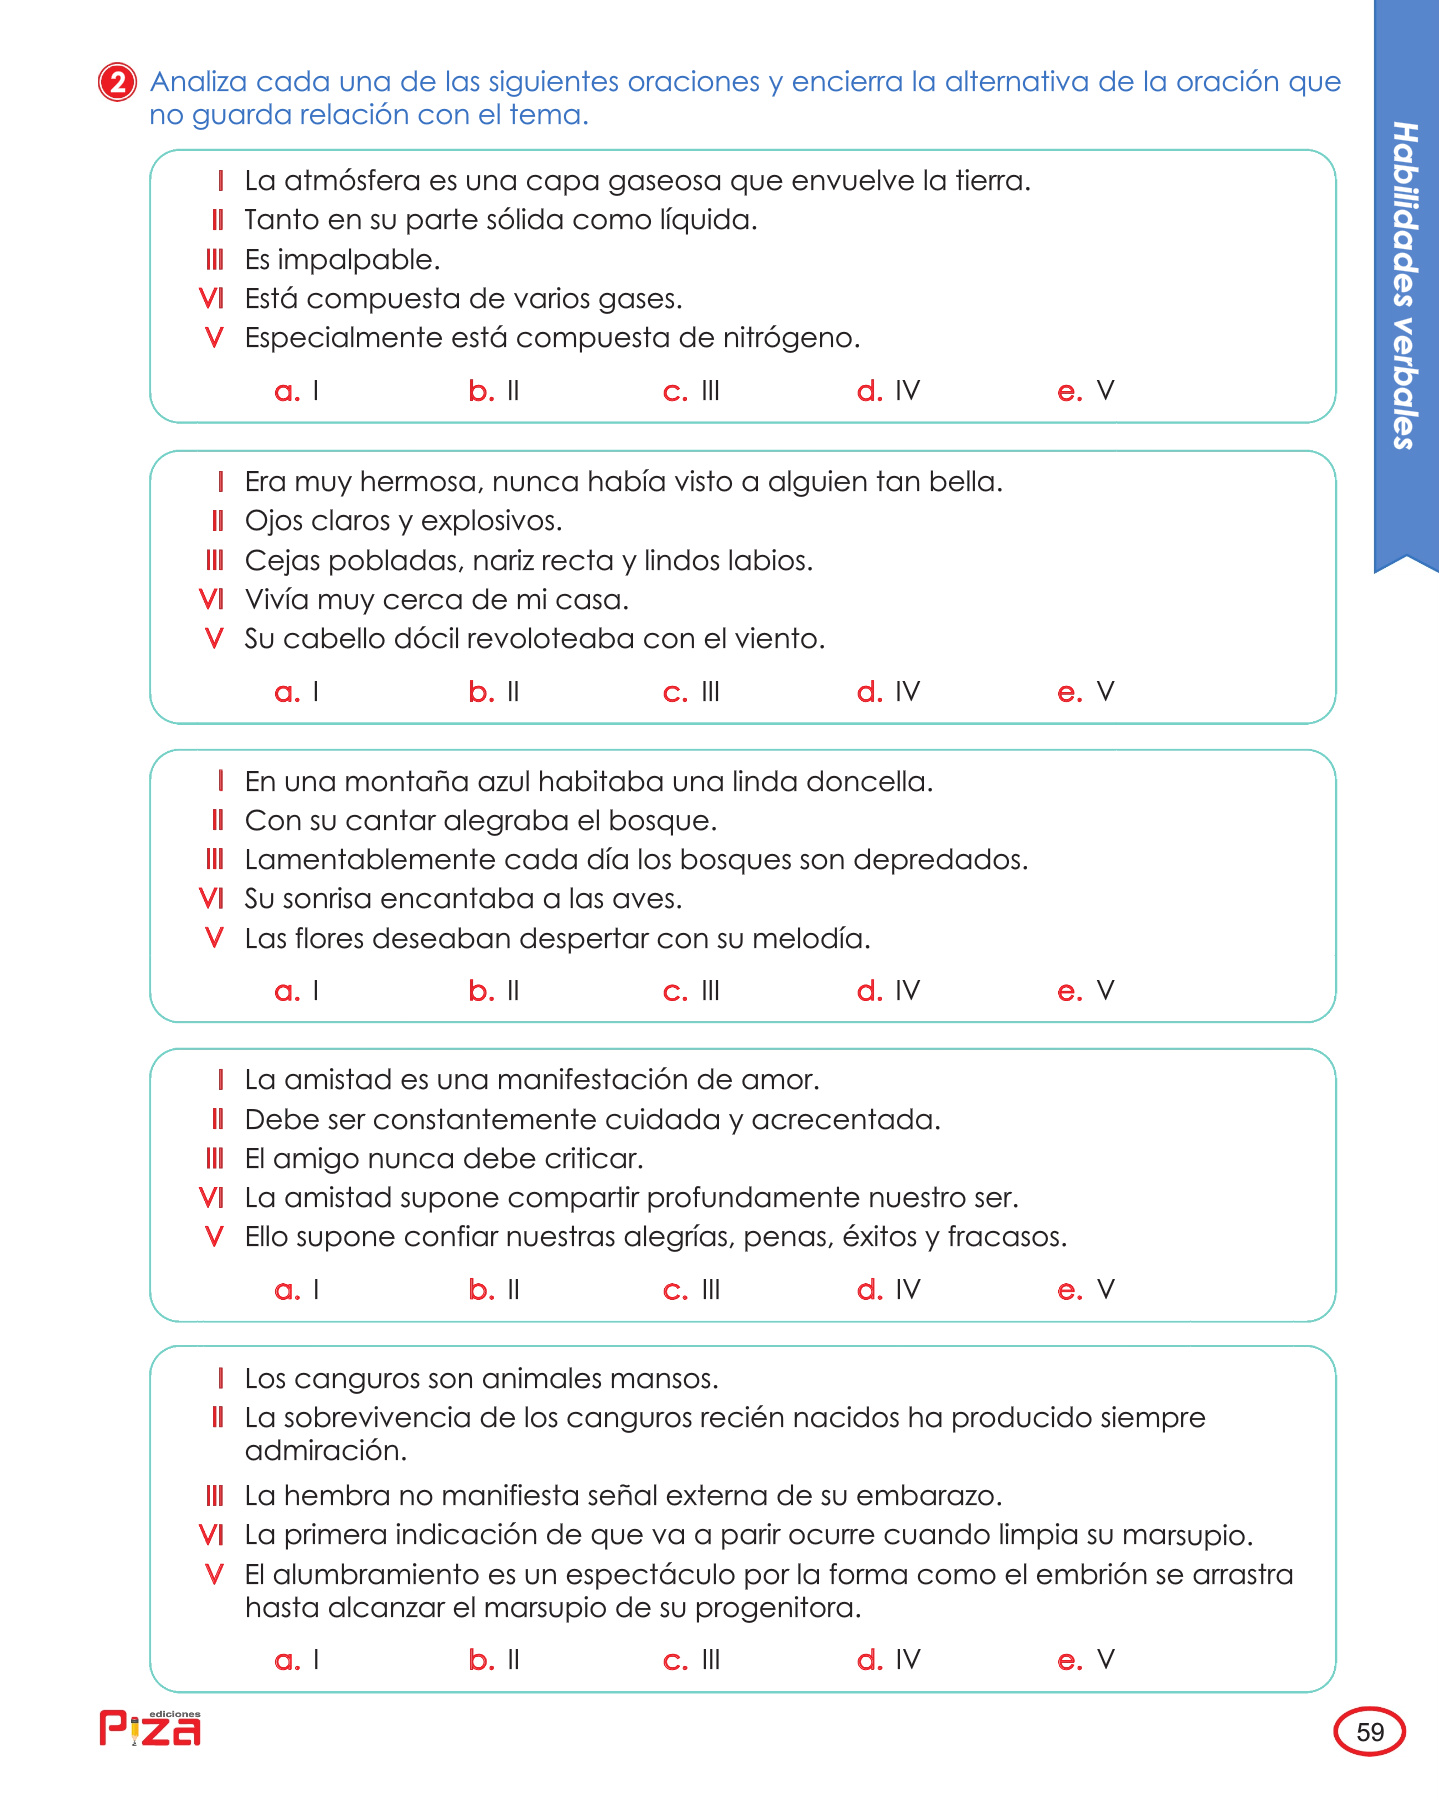 2 Analiza cada una de las siguientes oraciones y encierra la alternativa de la oración que
no guarda relación con el tema.
I La atmósfera es una capa gaseosa que envuelve la tierra.
II Tanto en su parte sólida como líquida.
III Es impalpable.
VI Está compuesta de varios gases.
V Especialmente está compuesta de nitrógeno.
a. I b. II c. III d. IV e. V
I Era muy hermosa, nunca había visto a alguien tan bella.
II Ojos claros y explosivos.
III Cejas pobladas, nariz recta y lindos labios.
VI Vivía muy cerca de mi casa.
V Su cabello dócil revoloteaba con el viento.
a. I b. II c. III d. IV e. V
I En una montaña azul habitaba una linda doncella.
II Con su cantar alegraba el bosque.
III Lamentablemente cada día los bosques son depredados.
VI Su sonrisa encantaba a las aves.
V Las flores deseaban despertar con su melodía.
a. I b. II c. III d. IV e. V
I La amistad es una manifestación de amor.
II Debe ser constantemente cuidada y acrecentada.
III El amigo nunca debe criticar.
VI La amistad supone compartir profundamente nuestro ser.
V Ello supone confiar nuestras alegrías, penas, éxitos y fracasos.
a. I b. II c. III d. IV e. V
I Los canguros son animales mansos.
II La sobrevivencia de los canguros recién nacidos ha producido siempre
admiración.
III La hembra no manifiesta señal externa de su embarazo.
VI La primera indicación de que va a parir ocurre cuando limpia su marsupio.
V El alumbramiento es un espectáculo por la forma como el embrión se arrastra
hasta alcanzar el marsupio de su progenitora.
a. I b. II c. III d. IV e. V
Habilidades verbales
ediciones
Piza
59